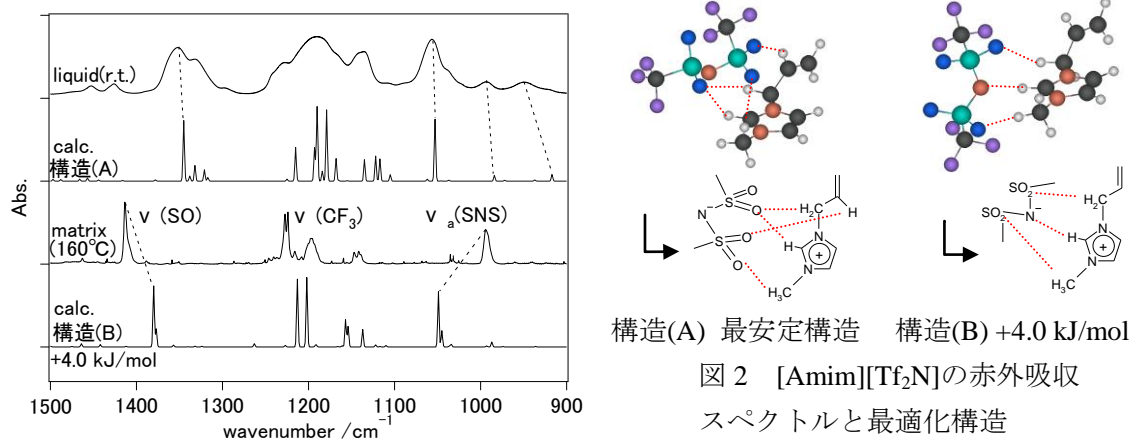 Abs.
liquid(r.t.)
calc.
構造(A)
ν (SO)
ν (CF3)
ν a(SNS)
matrix
(160℃)
calc.
構造(B)
+4.0 kJ/mol
1500
1400
1300
1200
1100
1000
900
wavenumber /cm−1
N−
S
O
O
S
O
O
H2C
H
H
N
+
N
H3C
SO2
SO2
N−
H2C
H
N
+
N
H3C
構造(A) 最安定構造
構造(B) +4.0 kJ/mol
図 2 [Amim][Tf2N]の赤外吸収
スペクトルと最適化構造